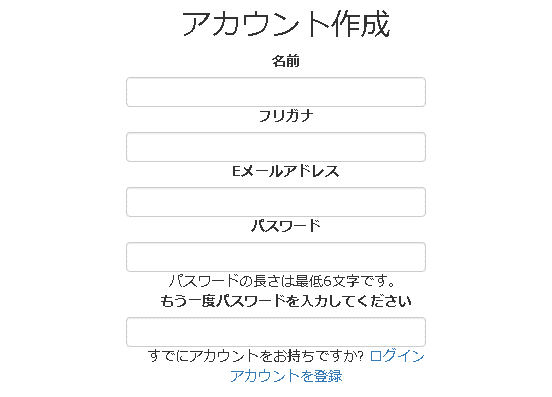 アカウント作成
名前
フリガナ
Eメールアドレス
パスワード
パスワードの長さは最低6文字です。
もう一度パスワードを入力してください
すでにアカウントをお持ちですか? ログイン
アカウントを登録